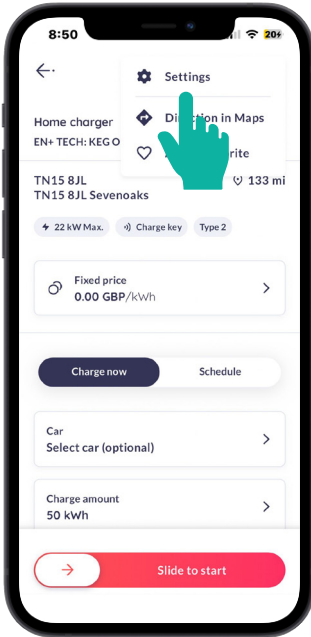 8:50
20+
Settings
Home charger
Direction in Maps
EN+ TECH: KEG O
rite
TN15 8JL
133 mi
TN15 8JL Sevenoaks
22 kW Max.
Charge key
Type 2
Fixed price
0.00 GBP/kWh
Charge now
Schedule
Car
Select car (optional)
Charge amount
50 kWh
Slide to start